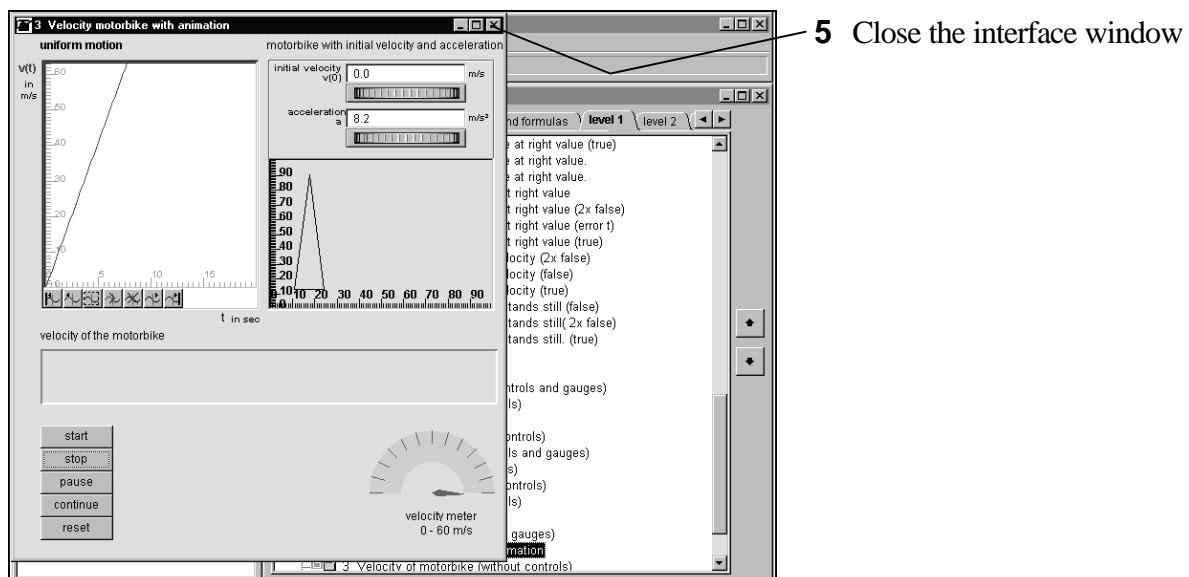 3 Velocity motorbike with animation
5 Close the interface window
uniform motion
motorbike with initial velocity and acceleration
v(t)
in
m/s
60
50
40
30
20
10
0
5
10
15
t in sec
initial velocity
v(0)
0.0
m/s
acceleration
a
8.2
m/s²
90
80
70
60
50
40
30
20
10
0
10 20 30 40 50 60 70 80 90
velocity of the motorbike
start
stop
pause
continue
reset
velocity meter
0 - 60 m/s
nd formulas
level 1
level 2
e at right value (true)
e at right value.
e at right value.
t right value
t right value (2x false)
t right value (error t)
t right value (true)
locity (2x false)
locity (false)
locity (true)
tands still (false)
tands still( 2x false)
tands still. (true)
ntrols and gauges)
ls)
ontrols)
ls and gauges)
s)
ontrols)
ls)
gauges)
mation
3 Velocity of motorbike (without controls)